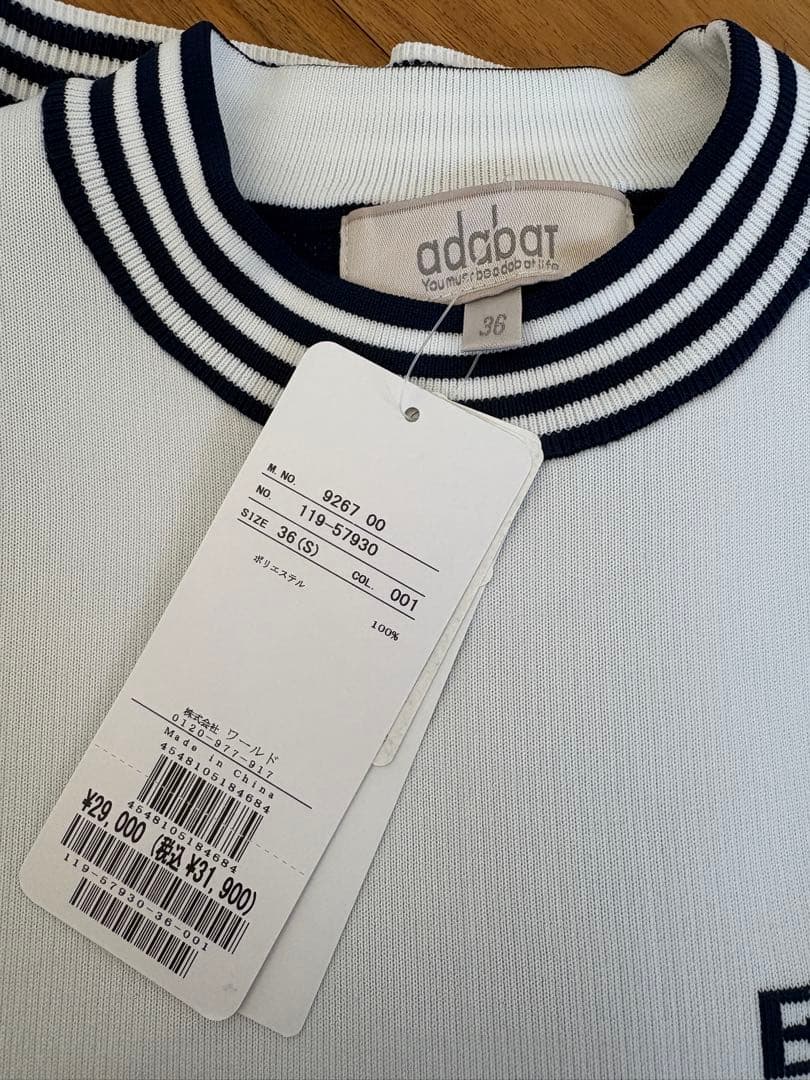 adabat
You must be adabat life
36
M. NO. 9267 00
NO. 119-57930
SIZE 36(S) COL. 001
ポリエステル
100%
株式会社 ワールド
0120-977-917
Made in China
4548105184684
4548105184684
¥29,000 (税込 ¥31,900)
119-57930-36-001